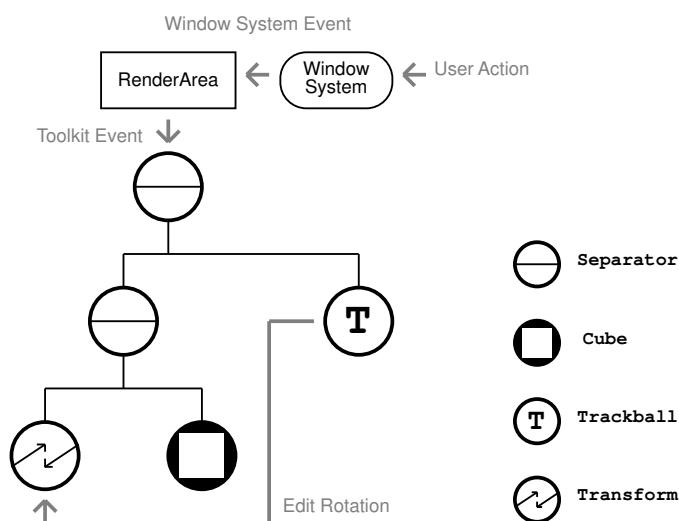 Window System Event
RenderArea
Window
System
User Action
Toolkit Event
Separator
T
Cube
T
Trackball
Edit Rotation
Transform